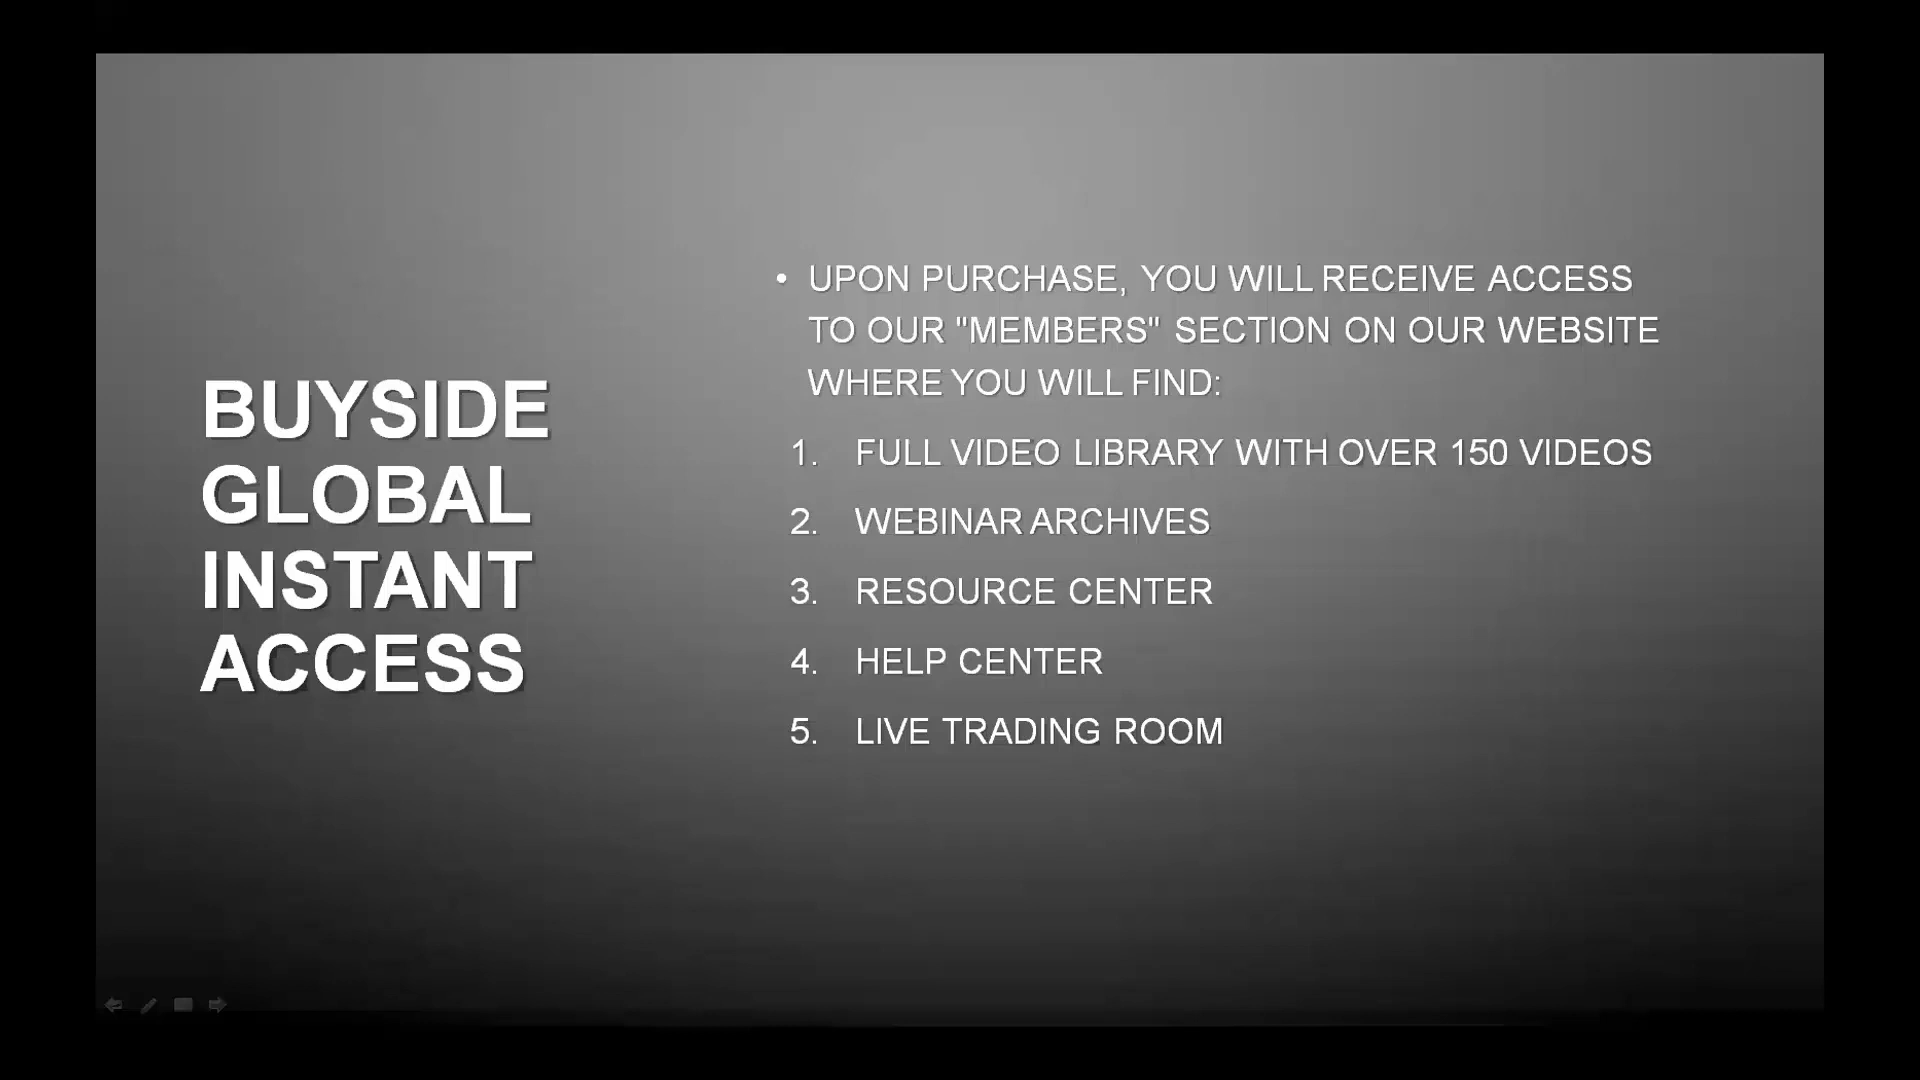 BUYSIDE
GLOBAL
INSTANT
ACCESS
• UPON PURCHASE, YOU WILL RECEIVE ACCESS
TO OUR "MEMBERS" SECTION ON OUR WEBSITE
WHERE YOU WILL FIND:
1. FULL VIDEO LIBRARY WITH OVER 150 VIDEOS
2. WEBINAR ARCHIVES
3. RESOURCE CENTER
4. HELP CENTER
5. LIVE TRADING ROOM